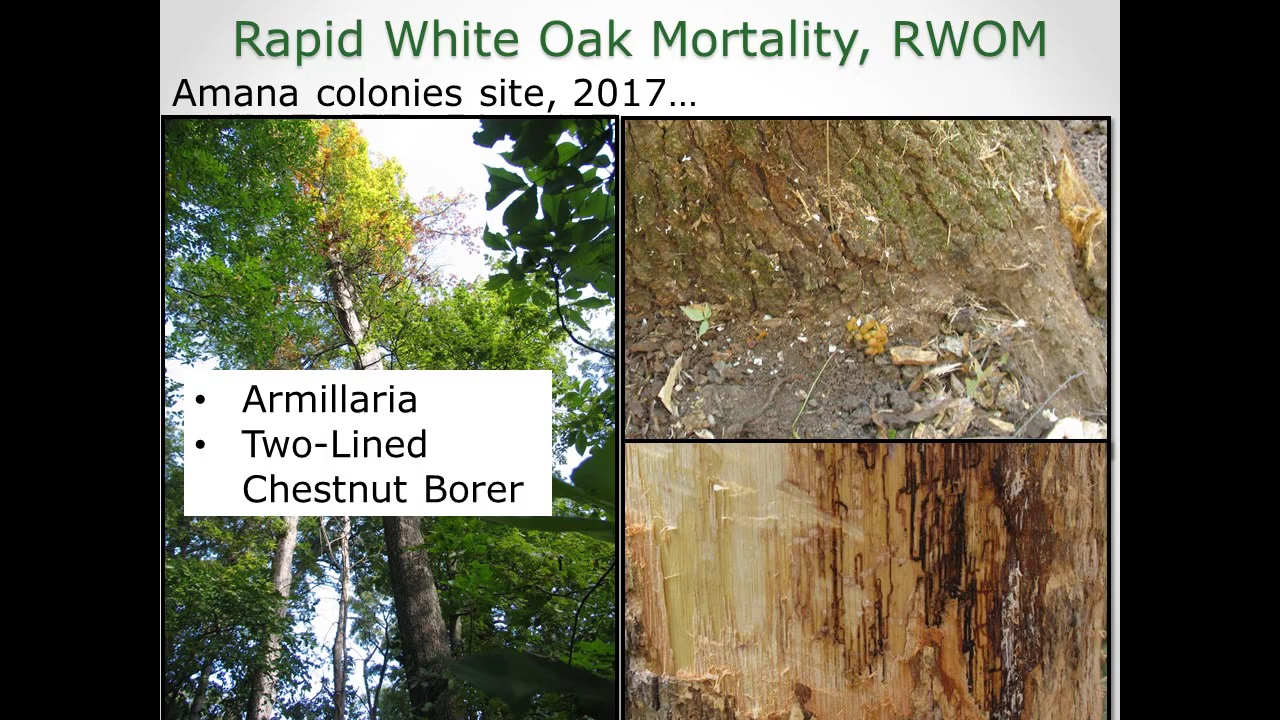 Rapid White Oak Mortality, RWOM
Amana colonies site, 2017…
• Armillaria
• Two-Lined
Chestnut Borer